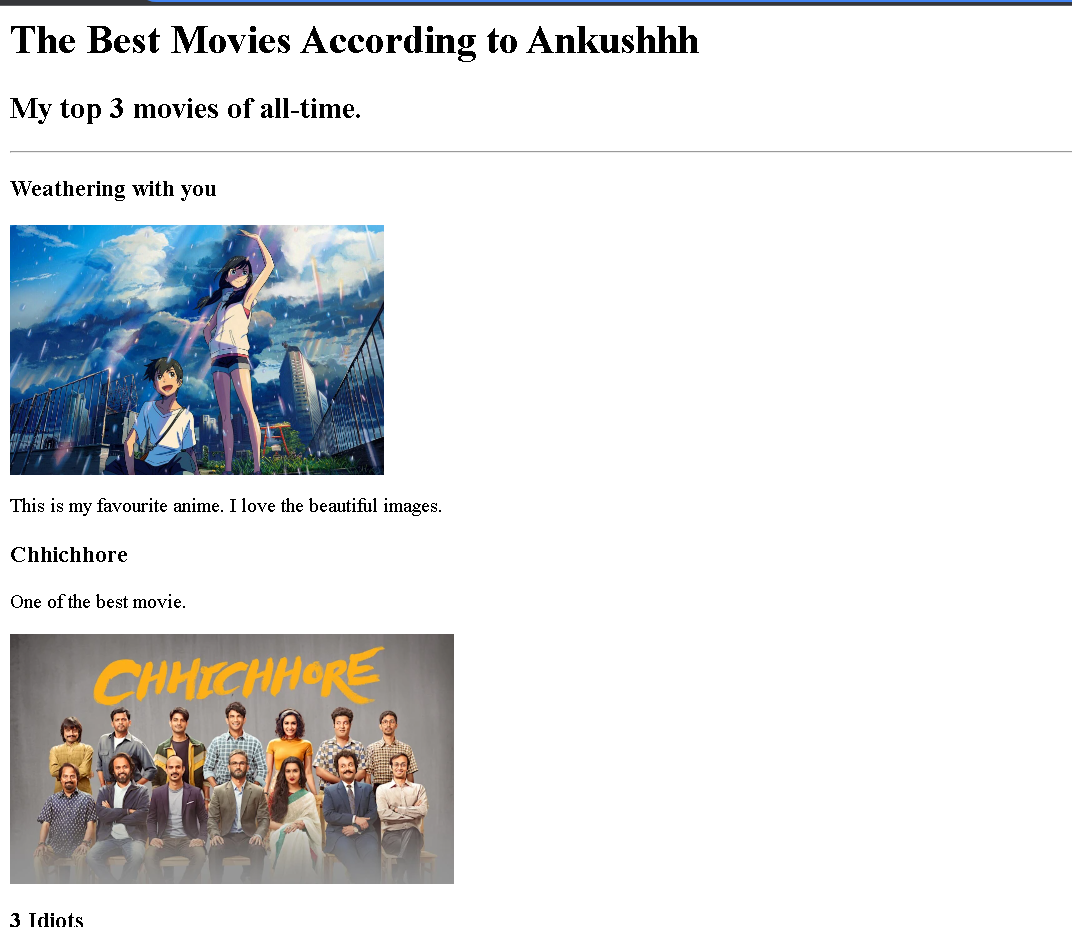 The Best Movies According to Ankushhh
My top 3 movies of all-time.
Weathering with you
This is my favourite anime. I love the beautiful images.
Chhichhore
One of the best movie.
CHHICHHORE
3 Idiots